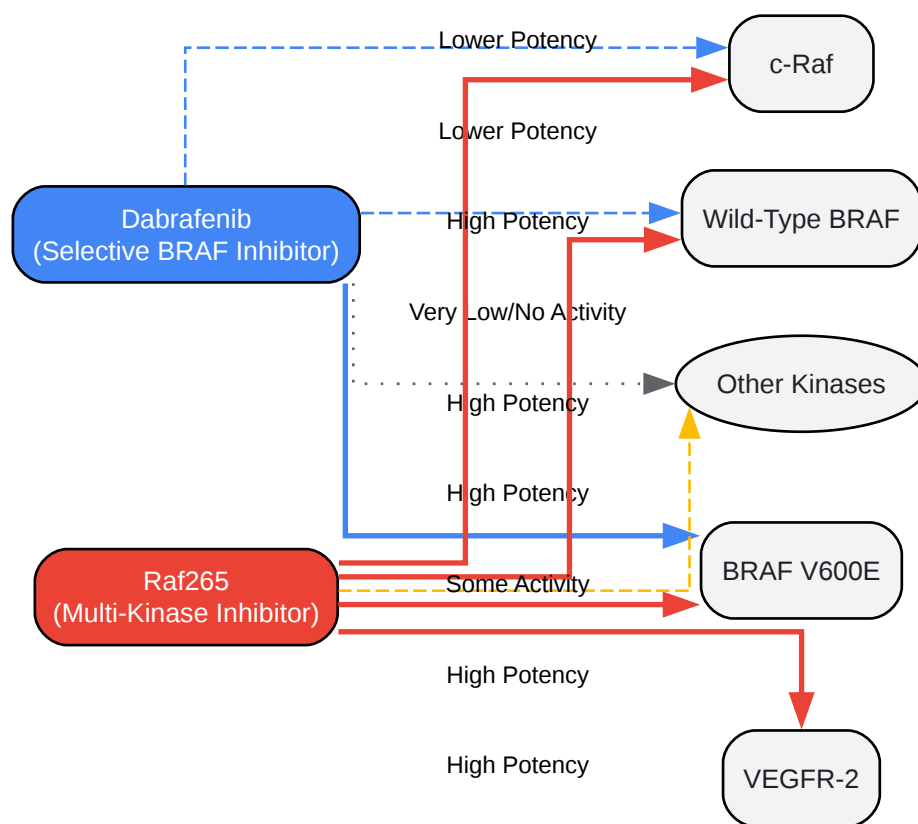 Lower Potency
c-Raf
Lower Potency
Dabrafenib
(Selective BRAF Inhibitor)
High Potency
Wild-Type BRAF
Very Low/No Activity
Other Kinases
High Potency
High Potency
BRAF V600E
Raf265
(Multi-Kinase Inhibitor)
Some Activity
High Potency
High Potency
VEGFR-2